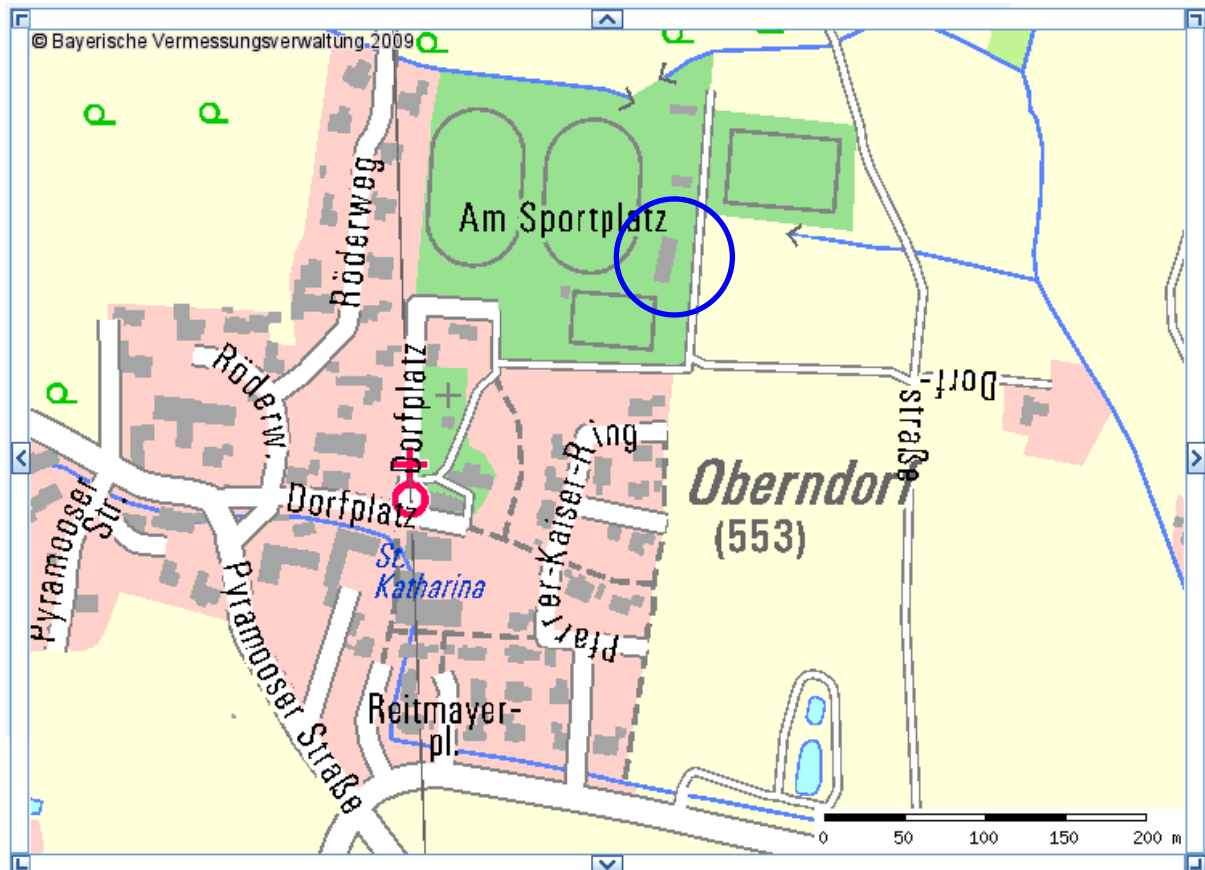 © Bayerische Vermessungsverwaltung 2009
Röderweg
Am Sportplatz
Röderw.
Dorfplatz
Dorf-
straße
Pfarrer-Kaiser-Ring
Oberndorf
(553)
Dorfplatz
Pyramooser
Str.
St.
Katharina
Pyramooser Straße
Reitmayer-
pl.
0 50 100 150 200 m